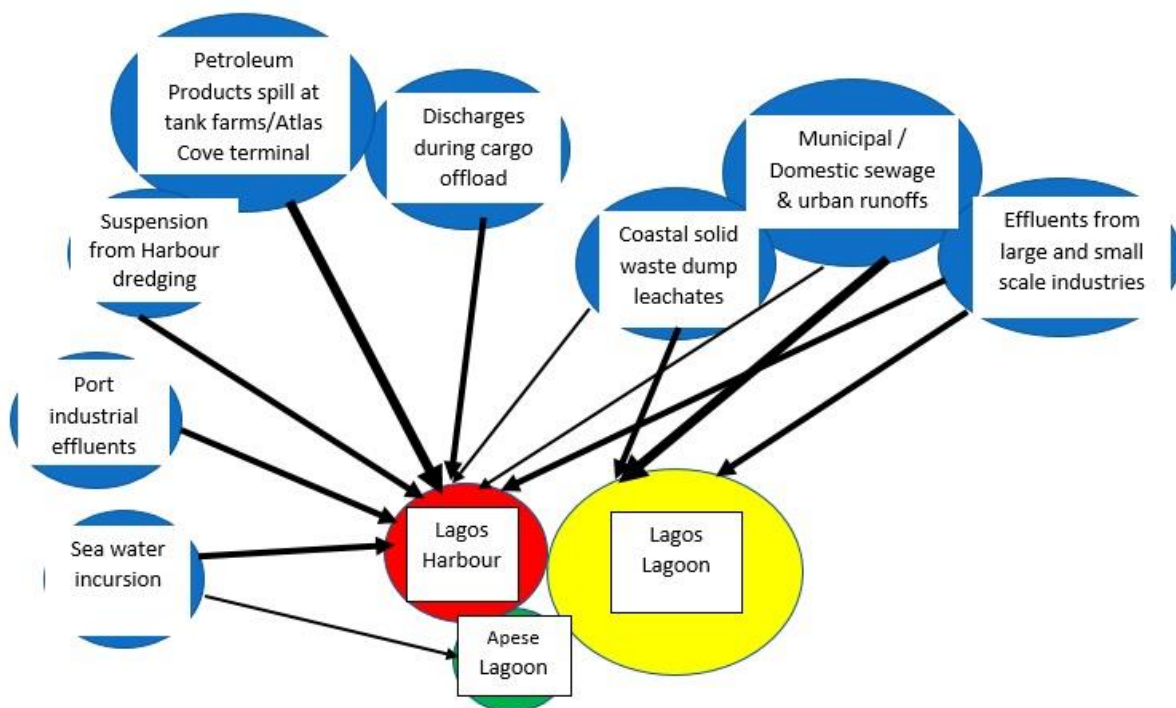 Petroleum
Products spill at
tank farms/Atlas
Cove terminal
Discharges
during cargo
offload
Municipal /
Domestic sewage
& urban runoffs
Suspension
from Harbour
dredging
Coastal solid
waste dump
leachates
Effluents from
large and small
scale industries
Port
industrial
effluents
Sea water
incursion
Lagos
Harbour
Lagos
Lagoon
Apese
Lagoon